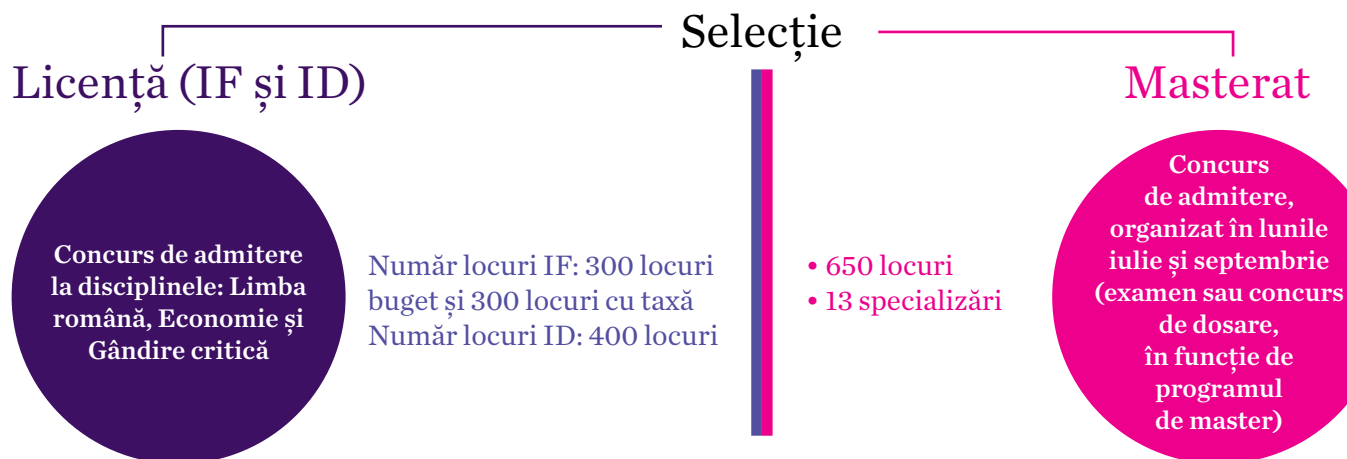 Selecție
Licență (IF și ID)
Concurs de admitere
la disciplinele: Limba
română, Economie și
Gândire critică
Număr locuri IF: 300 locuri
buget și 300 locuri cu taxă
Număr locuri ID: 400 locuri
• 650 locuri
• 13 specializări
Masterat
Concurs
de admitere,
organizat în lunile
iulie și septembrie
(examen sau concurs
de dosare,
în funcție de
programul
de master)